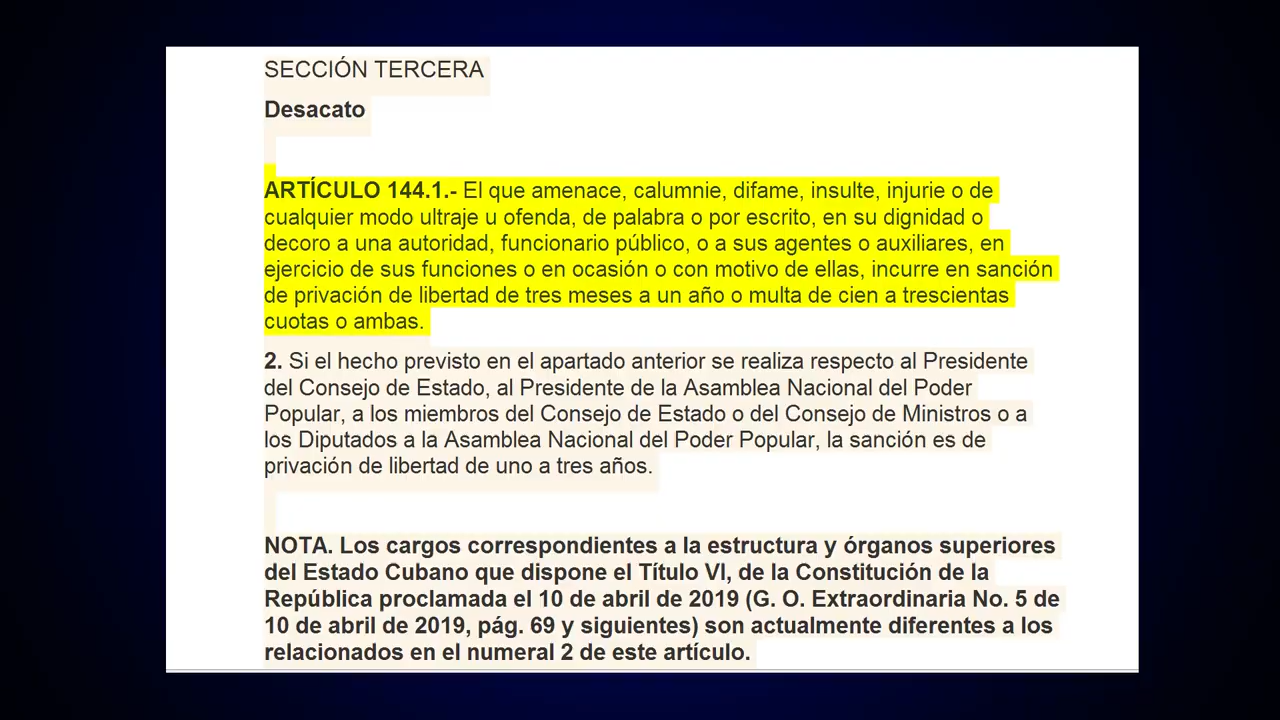 SECCIÓN TERCERA
Desacato
ARTÍCULO 144.1.- El que amenace, calumnie, difame, insulte, injurie o de
cualquier modo ultraje u ofenda, de palabra o por escrito, en su dignidad o
decoro a una autoridad, funcionario público, o a sus agentes o auxiliares, en
ejercicio de sus funciones o en ocasión o con motivo de ellas, incurre en sanción
de privación de libertad de tres meses a un año o multa de cien a trescientas
cuotas o ambas.
2. Si el hecho previsto en el apartado anterior se realiza respecto al Presidente
del Consejo de Estado, al Presidente de la Asamblea Nacional del Poder
Popular, a los miembros del Consejo de Estado o del Consejo de Ministros o a
los Diputados a la Asamblea Nacional del Poder Popular, la sanción es de
privación de libertad de uno a tres años.
NOTA. Los cargos correspondientes a la estructura y órganos superiores
del Estado Cubano que dispone el Título VI, de la Constitución de la
República proclamada el 10 de abril de 2019 (G. O. Extraordinaria No. 5 de
10 de abril de 2019, pág. 69 y siguientes) son actualmente diferentes a los
relacionados en el numeral 2 de este artículo.